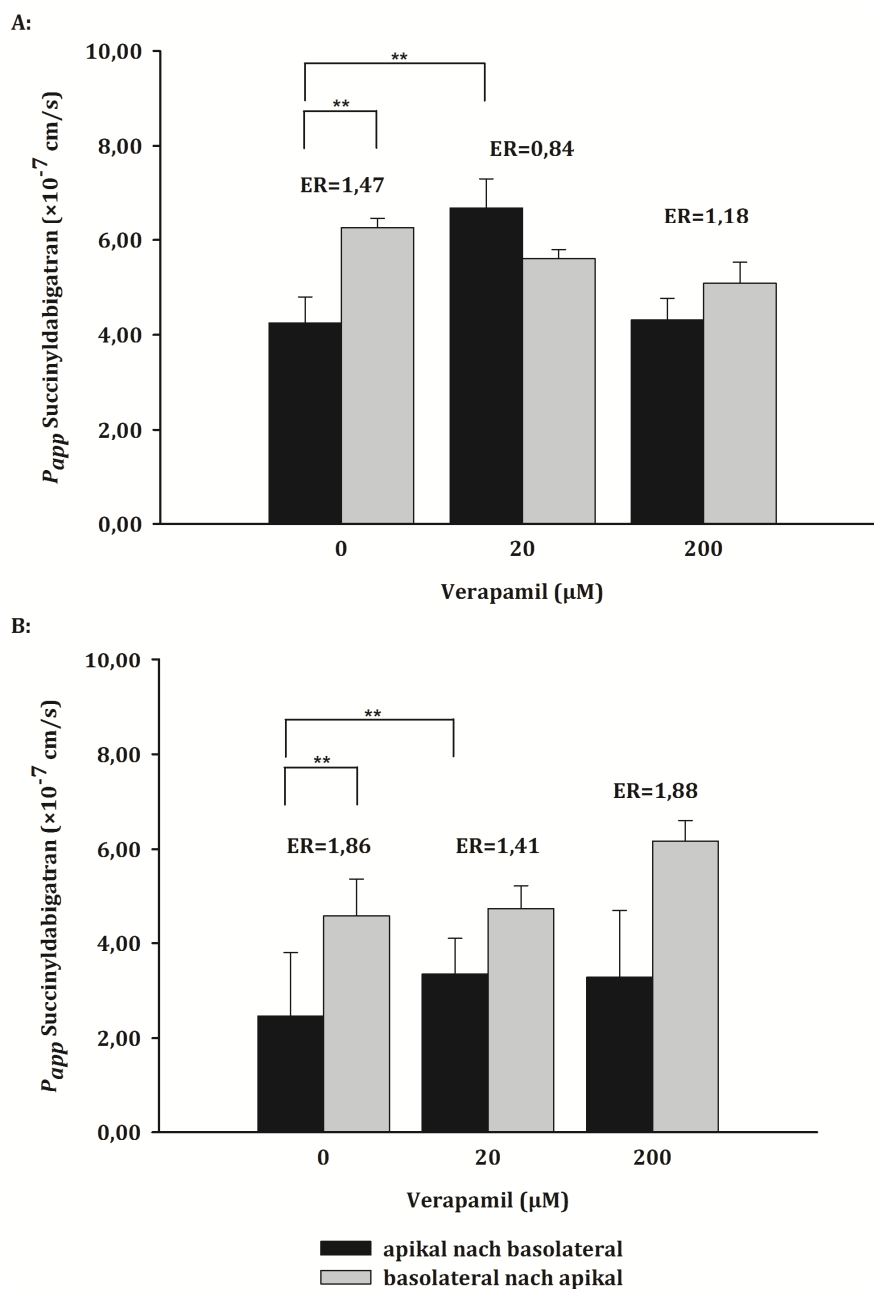 A:
10,00
8,00
6,00
4,00
2,00
0,00
Papp Succinyldabigatran (×10-7 cm/s)
**
**
ER=1,47
ER=0,84
ER=1,18
0
20
200
Verapamil (µM)
B:
10,00
8,00
6,00
4,00
2,00
0,00
Papp Succinyldabigatran (×10-7 cm/s)
**
**
ER=1,86
ER=1,41
ER=1,88
0
20
200
Verapamil (µM)
apikal nach basolateral
basolateral nach apikal